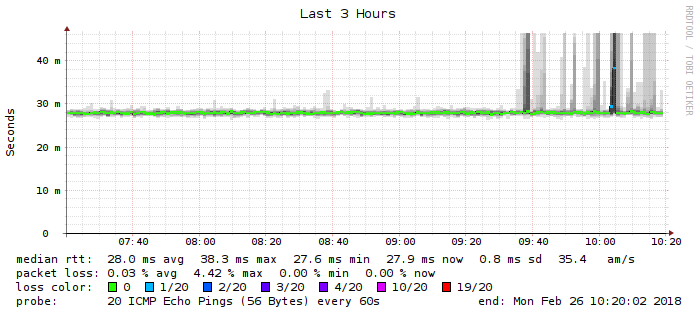 Last 3 Hours
RRDTOOL / TOBI OETIKER
Seconds
40 m
30 m
20 m
10 m
0
07:40 08:00 08:20 08:40 09:00 09:20 09:40 10:00 10:20
median rtt: 28.0 ms avg 38.3 ms max 27.6 ms min 27.9 ms now 0.8 ms sd 35.4 am/s
packet loss: 0.03 % avg 4.42 % max 0.00 % min 0.00 % now
loss color: 0 1/20 2/20 3/20 4/20 10/20 19/20
probe: 20 ICMP Echo Pings (56 Bytes) every 60s end: Mon Feb 26 10:20:02 2018